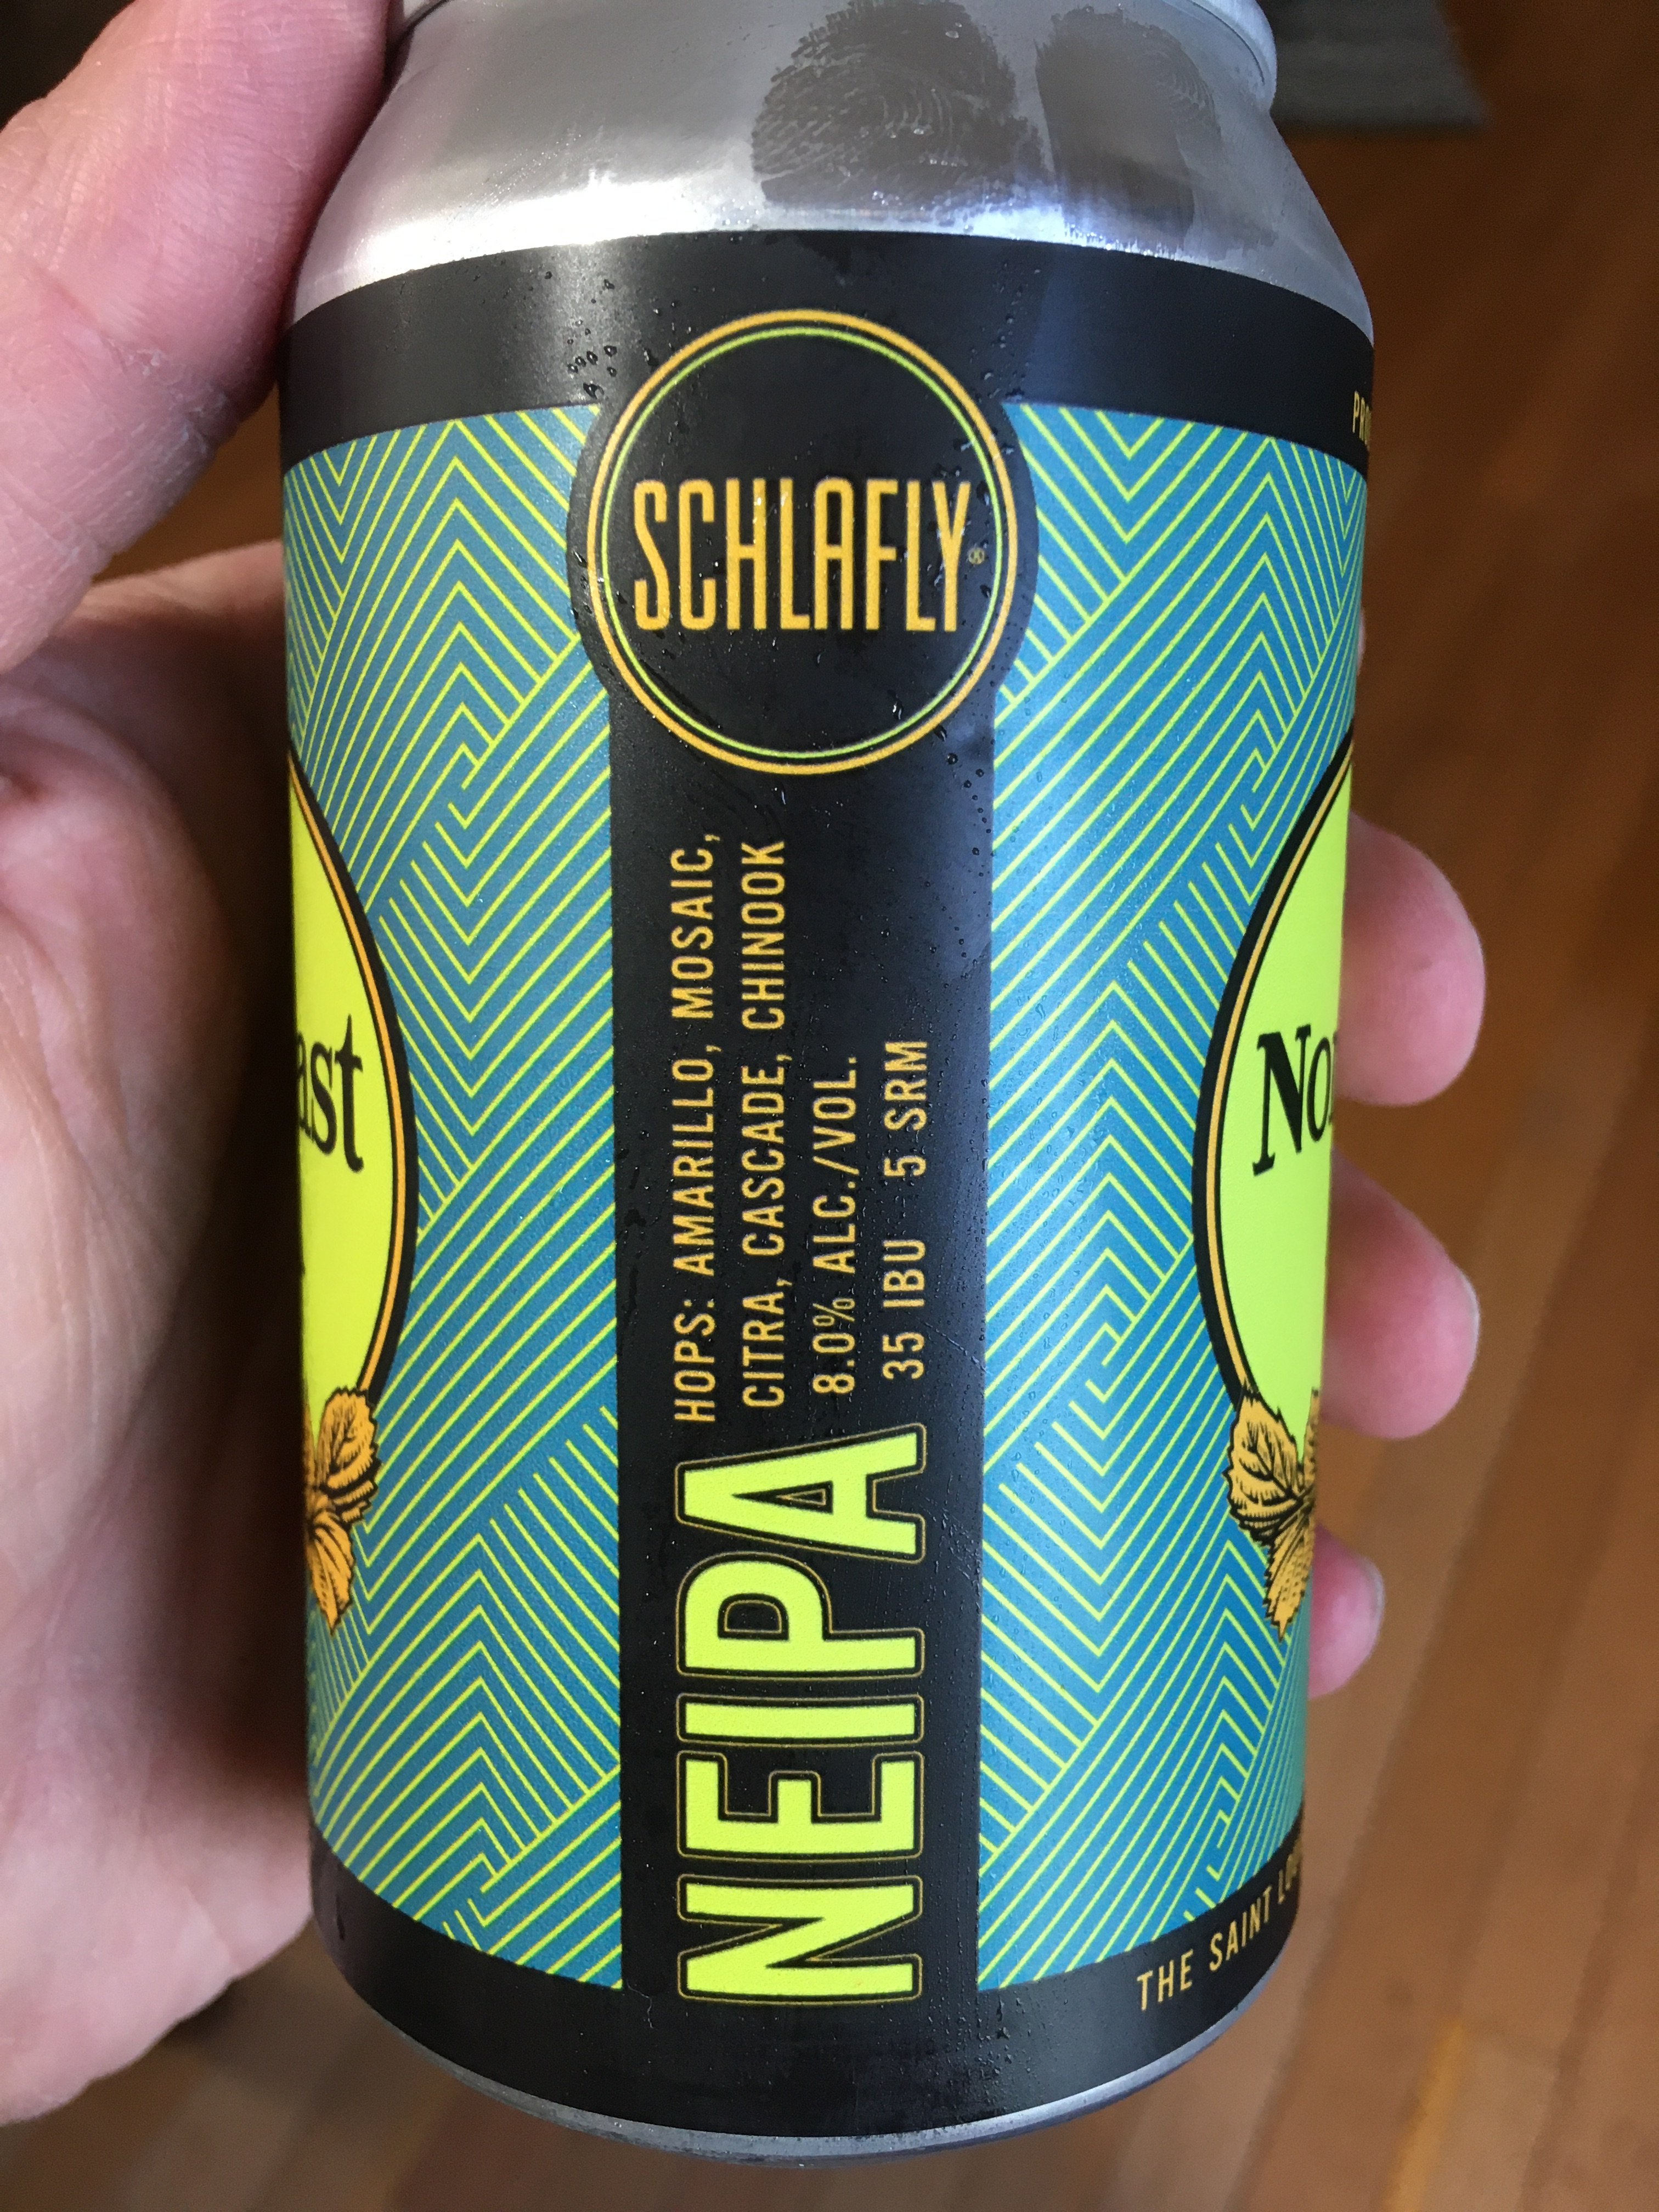 SCHLAFLY®
HOPS: AMARILLO, MOSAIC,
CITRA, CASCADE, CHINOOK
8.0% ALC./VOL.
35 IBU 5 SRM
NEIPA
THE SAINT